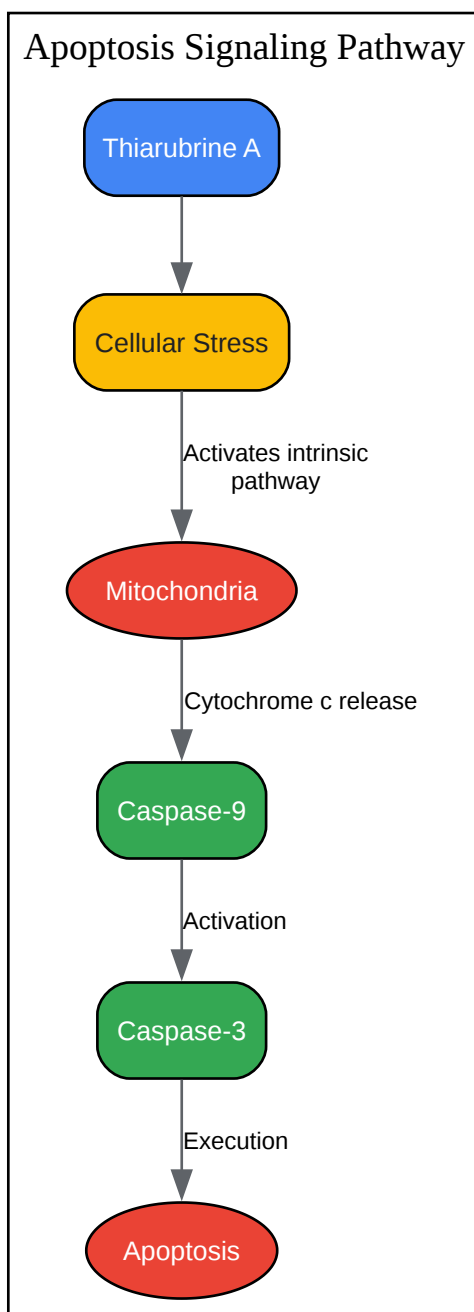 Apoptosis Signaling Pathway
Thiarubrine A
Cellular Stress
Activates intrinsic
pathway
Mitochondria
Cytochrome c release
Caspase-9
Activation
Caspase-3
Execution
Apoptosis